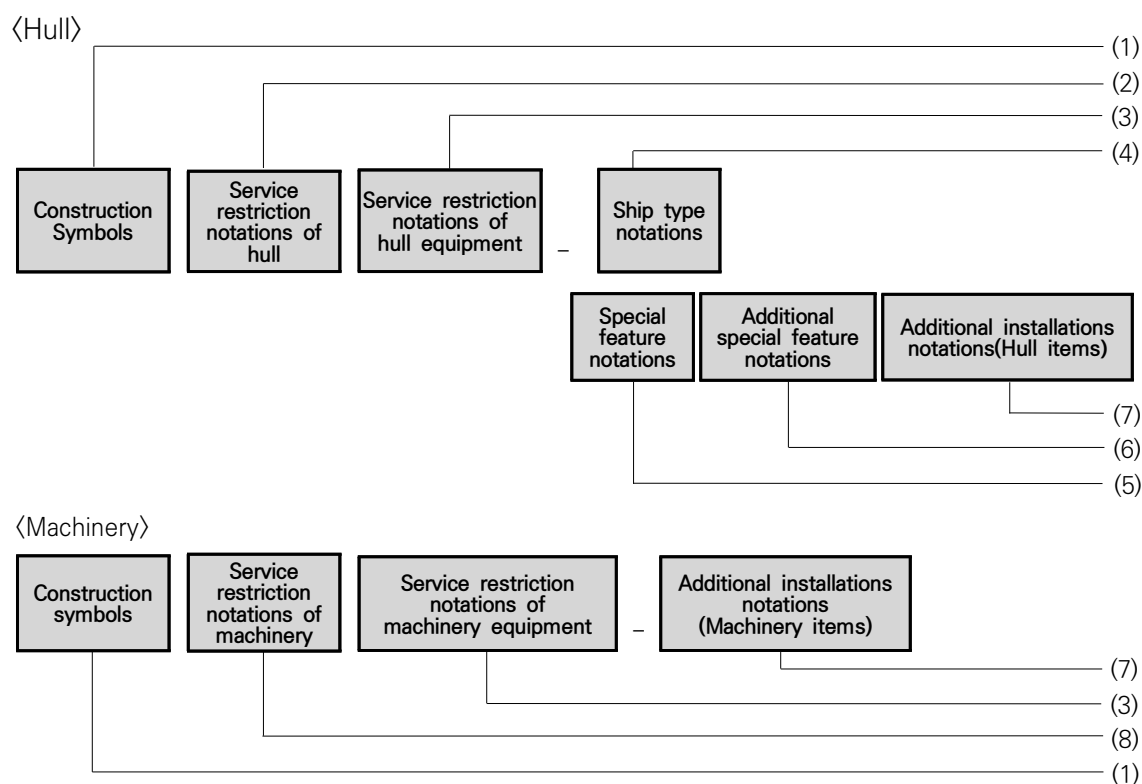 〈Hull〉
(1)
(2)
(3)
(4)
Construction
Symbols
Service
restriction
notations of
hull
Service restriction
notations of
hull equipment
_
Ship type
notations
Special
feature
notations
Additional
special feature
notations
Additional installations
notations(Hull items)
(7)
(6)
(5)
〈Machinery〉
Construction
symbols
Service
restriction
notations of
machinery
Service restriction
notations of
machinery equipment
_
Additional installations
notations
(Machinery items)
(7)
(3)
(8)
(1)